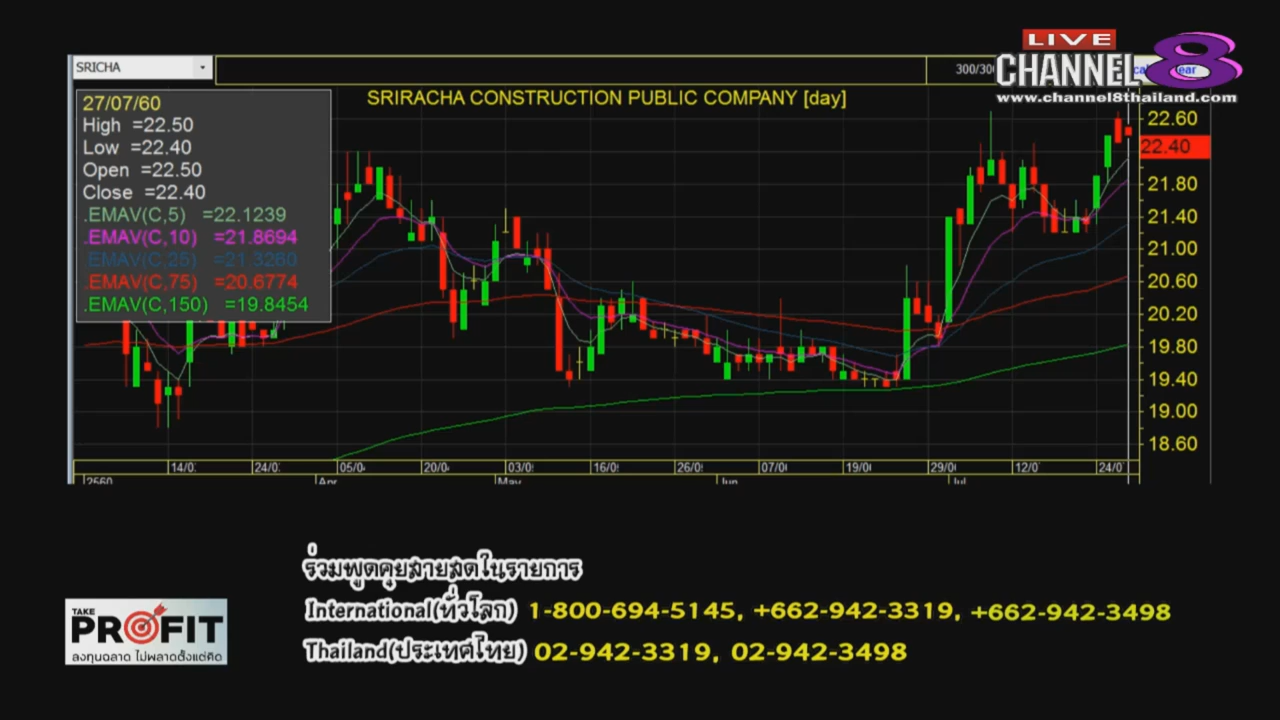 LIVE
CHANNEL 8
www.channel8thailand.com
SRICHA
SRIRACHA CONSTRUCTION PUBLIC COMPANY [day]
27/07/60
High =22.50
Low =22.40
Open =22.50
Close =22.40
.EMAV(C,5) =22.1239
.EMAV(C,10) =21.8694
.EMAV(C,25) =21.3260
.EMAV(C,75) =20.6774
.EMAV(C,150) =19.8454
22.60
22.40
21.80
21.40
21.00
20.60
20.20
19.80
19.40
19.00
18.60
14/0 24/0 05/0 20/0 03/0 16/0 26/0 07/0 19/0 29/0 12/0 24/0
2560 Apr May Jun Jul
ร่วมพูดคุยสายสดในรายการ
International(ทั่วโลก) 1-800-694-5145, +662-942-3319, +662-942-3498
Thailand(ประเทศไทย) 02-942-3319, 02-942-3498
TAKE
PROFIT
ลงทุนฉลาด ไม่พลาดตั้งแต่คิด